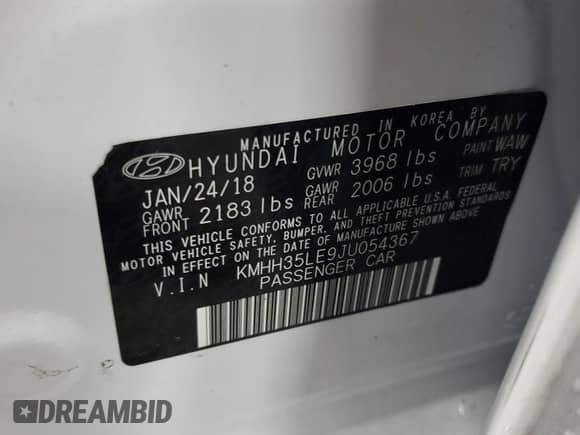 MANUFACTURED IN KOREA BY
HYUNDAI MOTOR COMPANY
JAN/24/18 GVWR 3968 lbs PAINT WAW
GAWR FRONT 2183 lbs GAWR REAR 2006 lbs TRIM TRY
THIS VEHICLE CONFORMS TO ALL APPLICABLE U.S.A. FEDERAL
MOTOR VEHICLE SAFETY, BUMPER, AND THEFT PREVENTION STANDARDS
IN EFFECT ON THE DATE OF MANUFACTURE SHOWN ABOVE.
V.I.N KMHH35LE9JU054367
PASSENGER CAR
DREAMBID